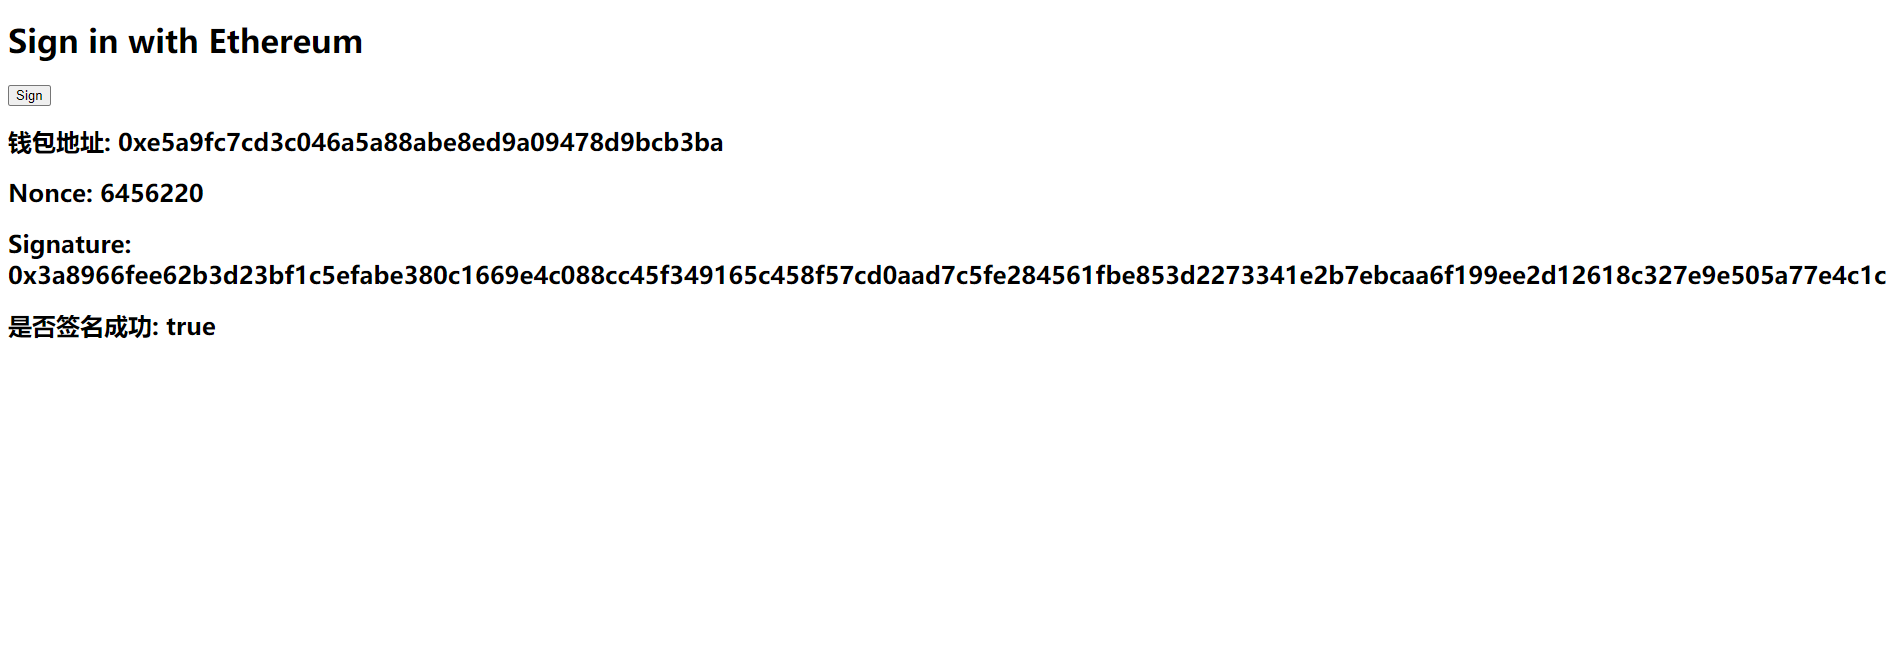 Sign in with Ethereum
Sign
钱包地址: 0xe5a9fc7cd3c046a5a88abe8ed9a09478d9bcb3ba
Nonce: 6456220
Signature:
0x3a8966fee62b3d23bf1c5efabe380c1669e4c088cc45f349165c458f57cd0aad7c5fe284561fbe853d2273341e2b7ebcaa6f199ee2d12618c327e9e505a77e4c1c
是否签名成功: true